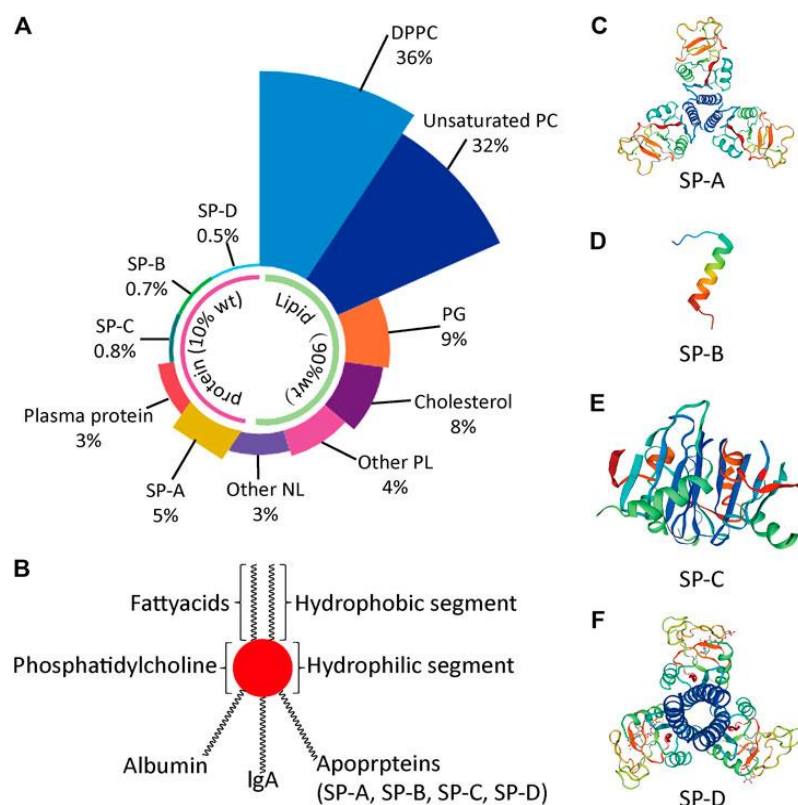 A
DPPC
36%
Unsaturated PC
32%
SP-D
0.5%
SP-B
0.7%
SP-C
0.8%
Plasma protein
3%
SP-A
5%
Other NL
3%
Other PL
4%
Cholesterol
8%
PG
9%
protein (10% wt)
Lipid (90%wt)
B
Fattyacids
Hydrophobic segment
Phosphatidylcholine
Hydrophilic segment
Albumin
IgA
Apoprpteins
(SP-A, SP-B, SP-C, SP-D)
C
SP-A
D
SP-B
E
SP-C
F
SP-D